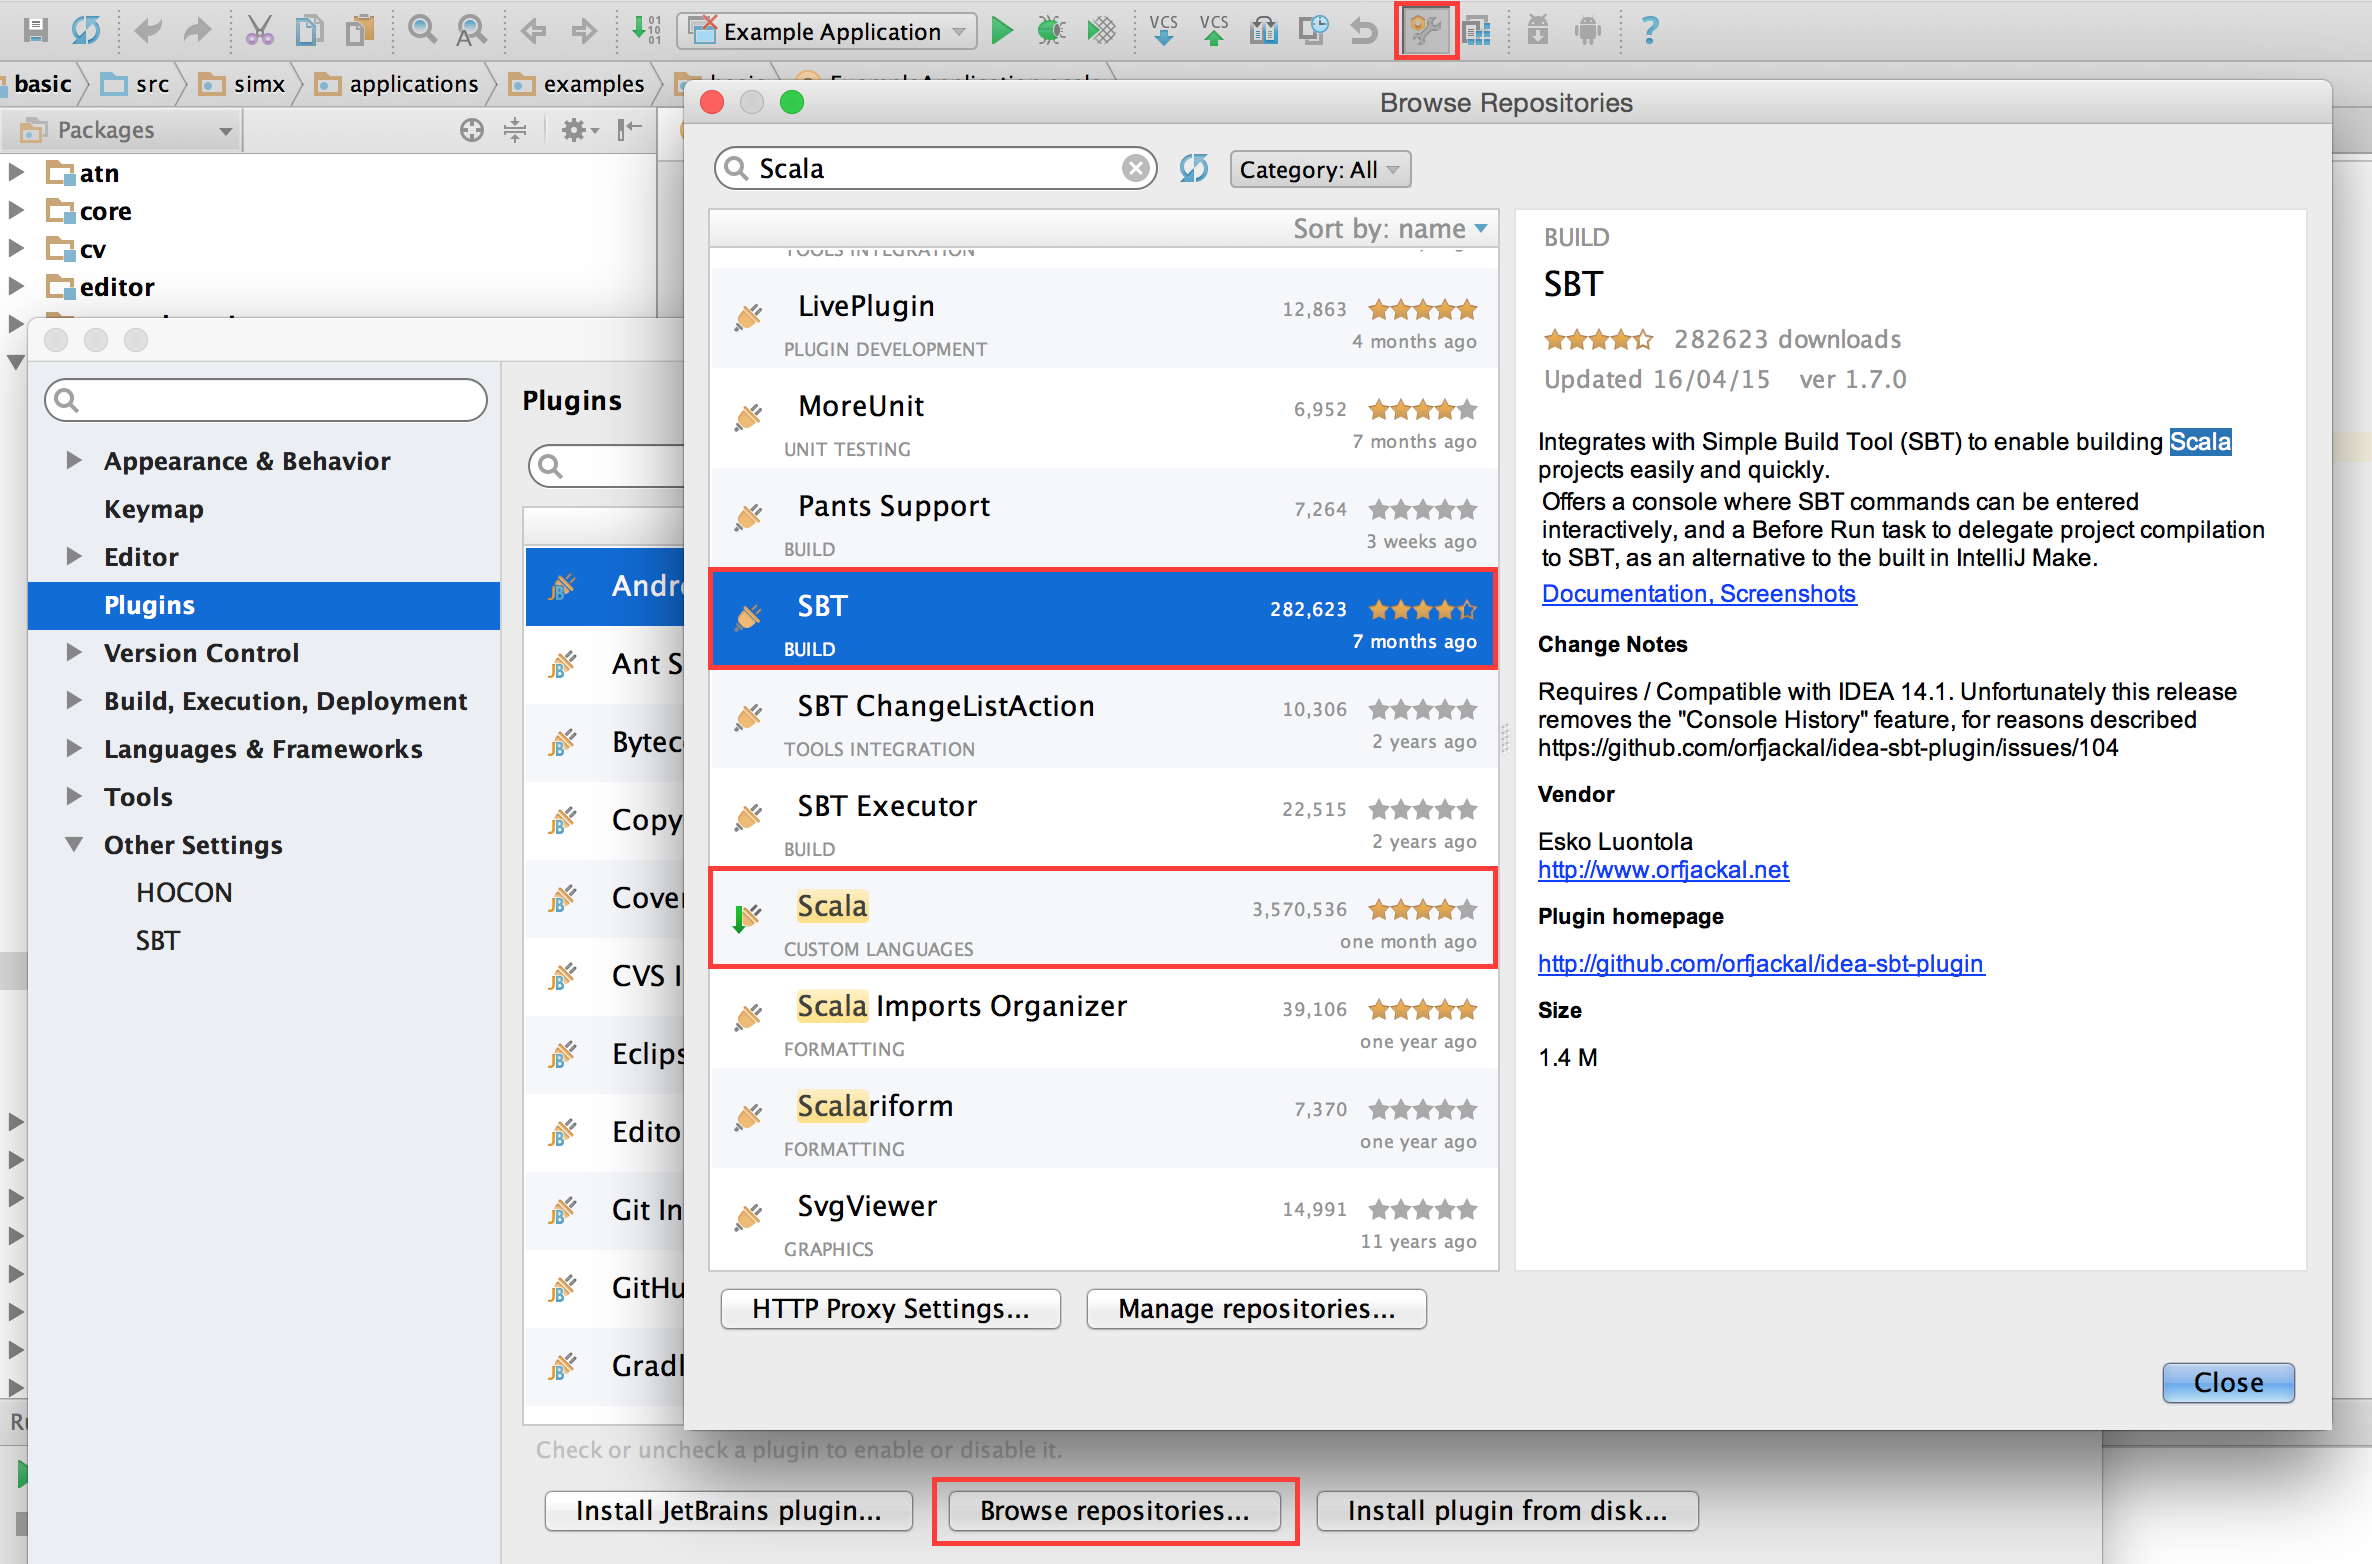 Example Application
VCS
VCS
?
basic
src
simx
applications
examples
Packages
atn
core
cv
editor
Appearance & Behavior
Keymap
Editor
Plugins
Version Control
Build, Execution, Deployment
Languages & Frameworks
Tools
Other Settings
HOCON
SBT
Plugins
Andr
Ant S
Bytec
Copy
Cover
CVS I
Eclips
Edito
Git In
GitHu
Gradl
Check or uncheck a plugin to enable or disable it.
Install JetBrains plugin...
Browse repositories...
Install plugin from disk...
Browse Repositories
Scala
Category: All
Sort by: name
TOOLS INTEGRATION
LivePlugin
12,863
PLUGIN DEVELOPMENT
4 months ago
MoreUnit
6,952
UNIT TESTING
7 months ago
Pants Support
7,264
BUILD
3 weeks ago
SBT
282,623
BUILD
7 months ago
SBT ChangeListAction
10,306
TOOLS INTEGRATION
2 years ago
SBT Executor
22,515
BUILD
2 years ago
Scala
3,570,536
CUSTOM LANGUAGES
one month ago
Scala Imports Organizer
39,106
FORMATTING
one year ago
Scalariform
7,370
FORMATTING
one year ago
SvgViewer
14,991
GRAPHICS
11 years ago
HTTP Proxy Settings...
Manage repositories...
BUILD
SBT
282623 downloads
Updated 16/04/15 ver 1.7.0
Integrates with Simple Build Tool (SBT) to enable building Scala
projects easily and quickly.
Offers a console where SBT commands can be entered
interactively, and a Before Run task to delegate project compilation
to SBT, as an alternative to the built in IntelliJ Make.
Documentation, Screenshots
Change Notes
Requires / Compatible with IDEA 14.1. Unfortunately this release
removes the "Console History" feature, for reasons described
https://github.com/orfjackal/idea-sbt-plugin/issues/104
Vendor
Esko Luontola
http://www.orfjackal.net
Plugin homepage
http://github.com/orfjackal/idea-sbt-plugin
Size
1.4 M
Close